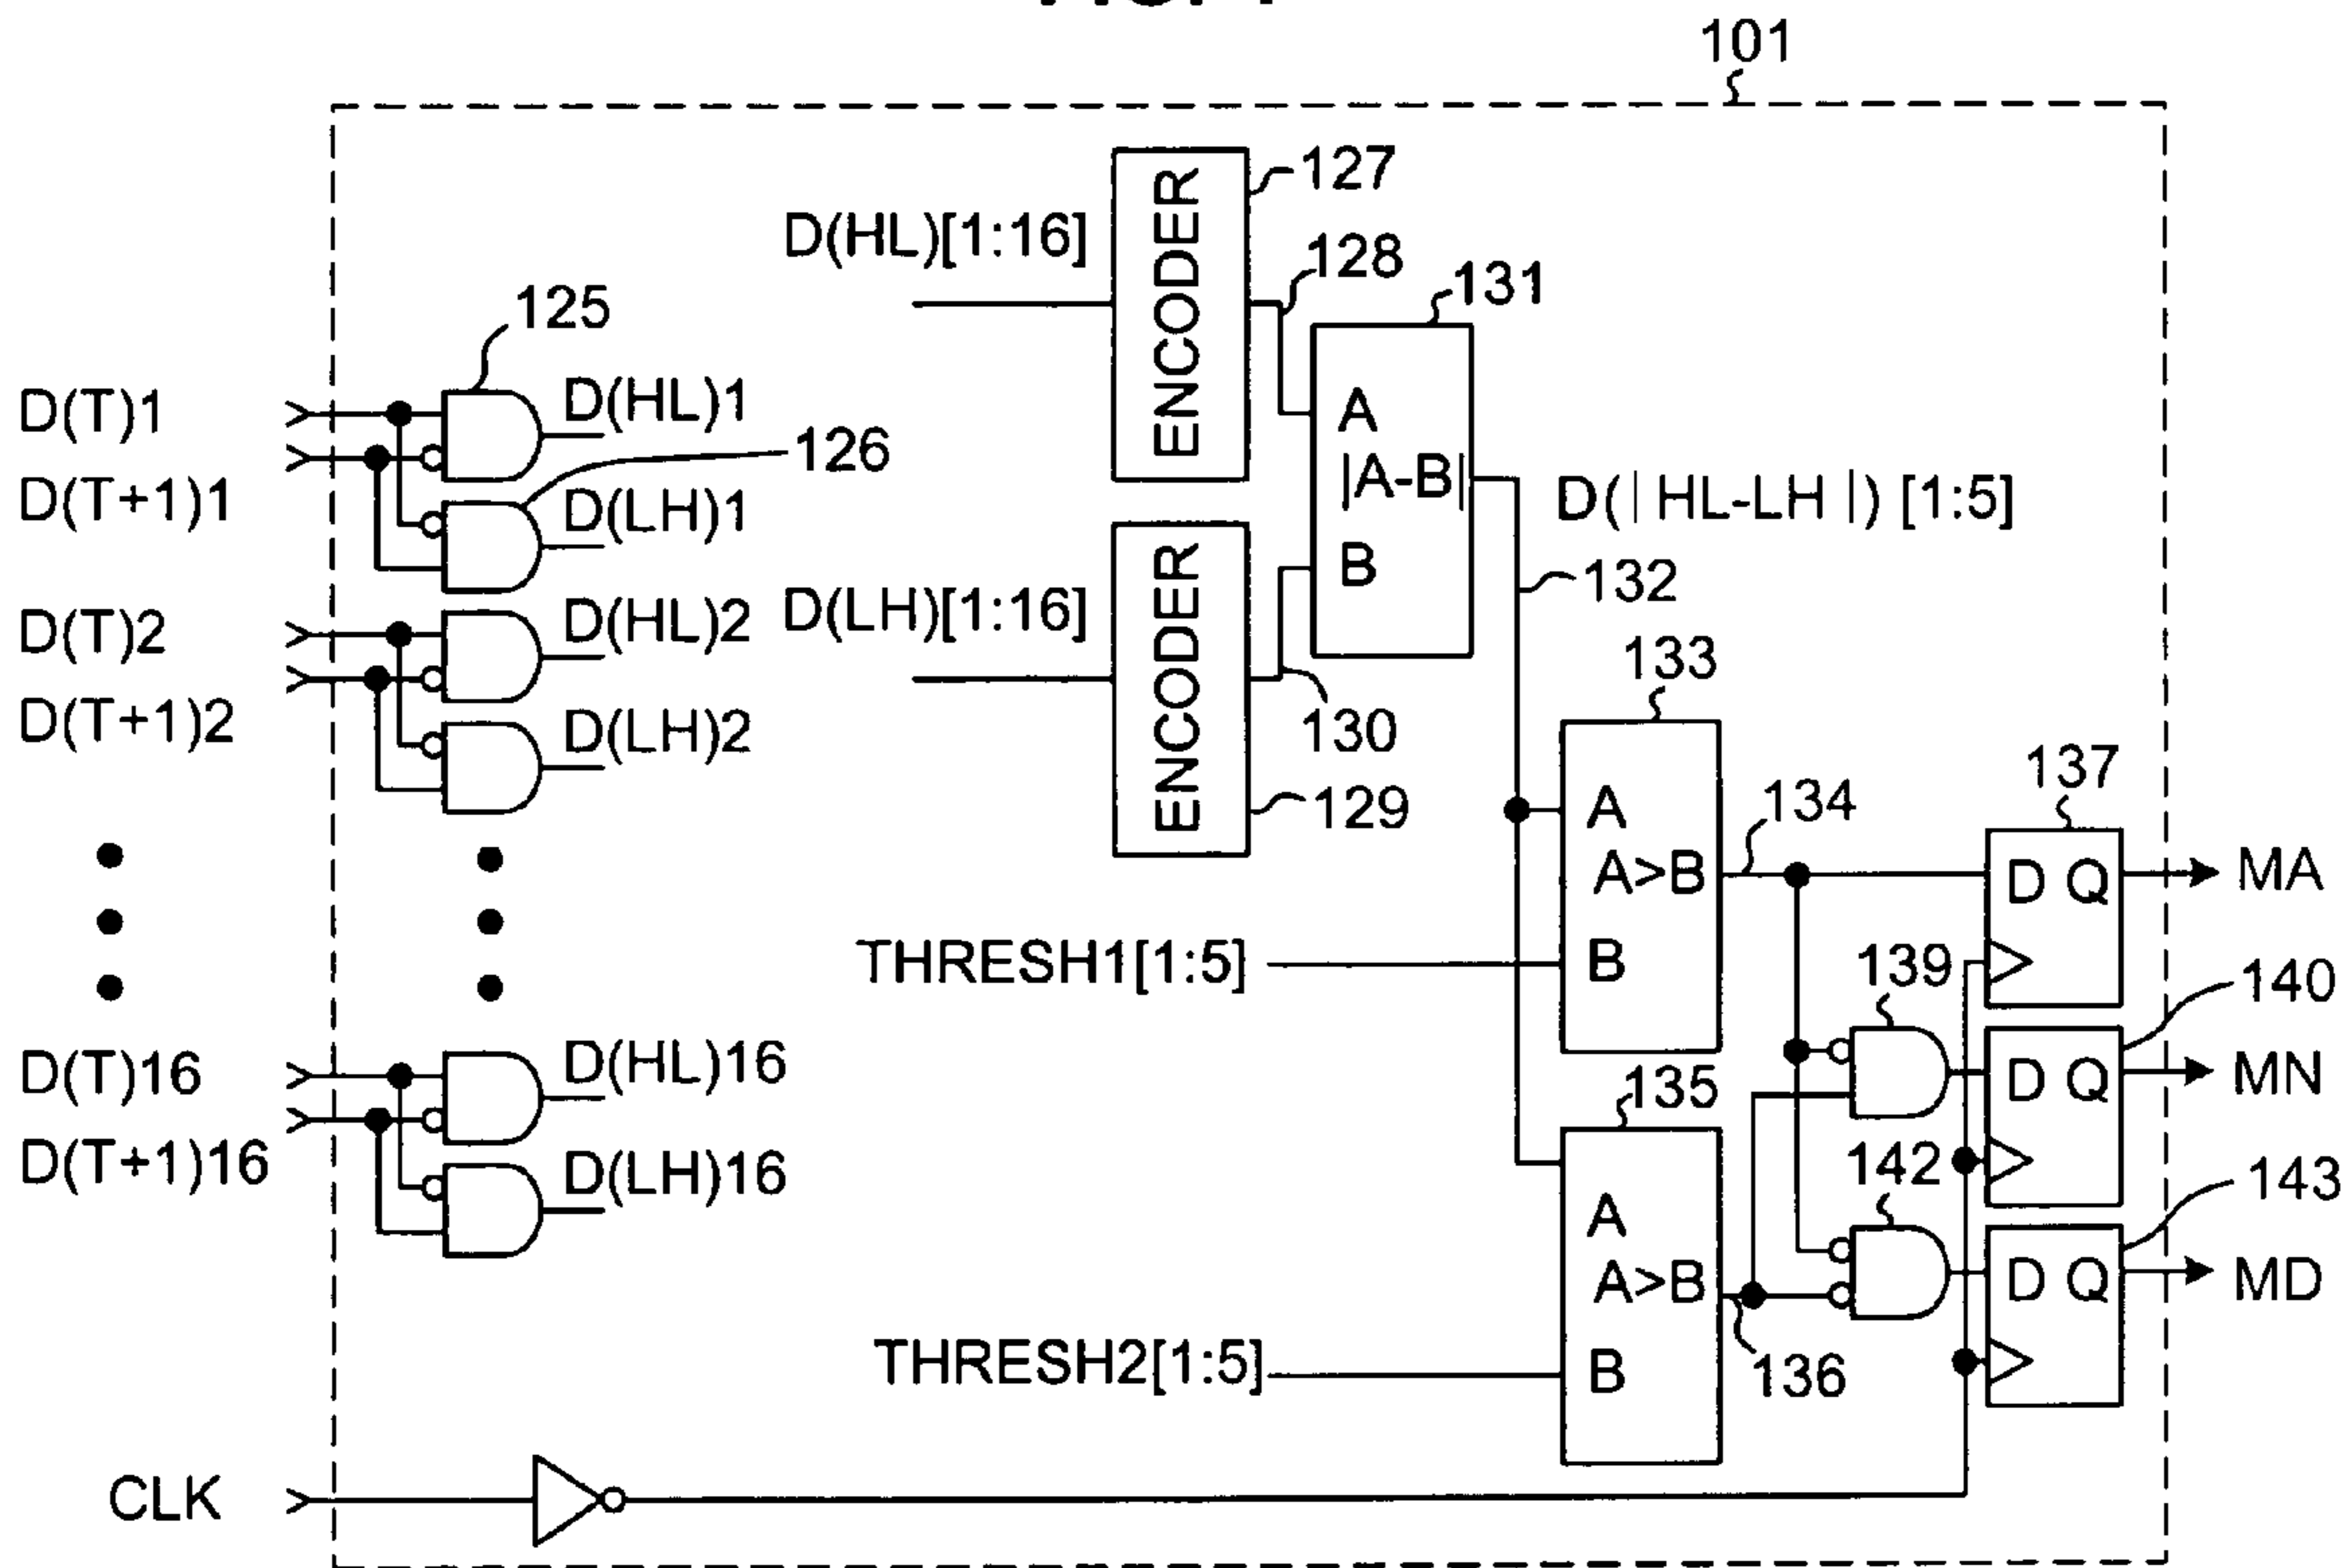 101
127
D(HL)[1:16]
ENCODER
128
131
125
D(T)1
D(HL)1
A
126
|A-B|
D(T+1)1
D(LH)1
D(|HL-LH|) [1:5]
B
132
D(T)2
D(HL)2
D(LH)[1:16]
ENCODER
133
D(T+1)2
D(LH)2
130
129
137
134
A
A>B
D Q
MA
THRESH1[1:5]
B
139
140
D(T)16
D(HL)16
D Q
MN
135
D(T+1)16
D(LH)16
142
143
A
A>B
D Q
MD
THRESH2[1:5]
B
136
CLK